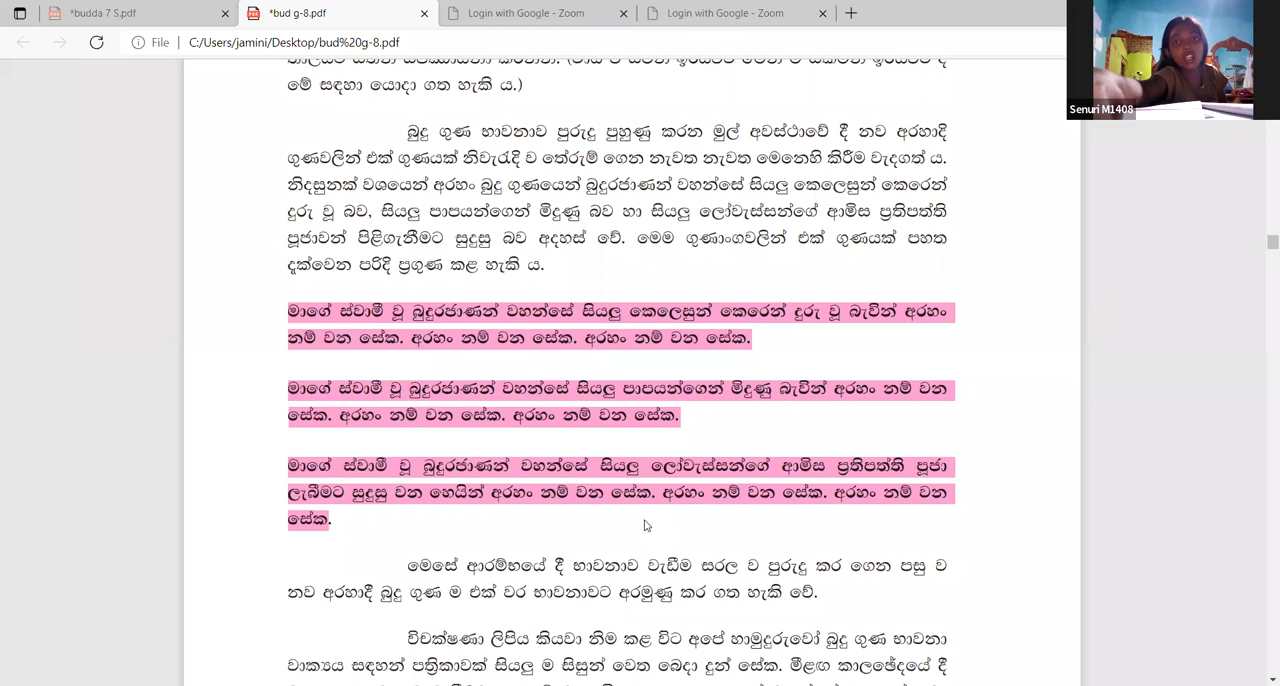 *budda 7 S.pdf
*bud g-8.pdf
Login with Google - Zoom
Login with Google - Zoom
File
C:/Users/jamini/Desktop/bud%20g-8.pdf
Senuri M1408
මේ සඳහා යොදා ගත හැකි ය.)
බුදු ගුණ භාවනාව පුරුදු පුහුණු කරන මුල් අවස්ථාවේ දී නව අරහාදි
ගුණවලින් එක් ගුණයක් නිවැරැදි ව තේරුම් ගෙන නැවත නැවත මෙනෙහි කිරීම වැදගත් ය.
නිදසුනක් වශයෙන් අරහං බුදු ගුණයෙන් බුදුරජාණන් වහන්සේ සියලු කෙලෙසුන් කෙරෙන්
දුරු වූ බව, සියලු පාපයන්ගෙන් මිදුණු බව හා සියලු ලෝවැස්සන්ගේ ආමිස ප්‍රතිපත්ති
පූජාවන් පිළිගැනීමට සුදුසු බව අදහස් වේ. මෙම ගුණාංගවලින් එක් ගුණයක් පහත
දැක්වෙන පරිදි ප්‍රගුණ කළ හැකි ය.
මාගේ ස්වාමී වූ බුදුරජාණන් වහන්සේ සියලු කෙලෙසුන් කෙරෙන් දුරු වූ බැවින් අරහං
නම් වන සේක. අරහං නම් වන සේක. අරහං නම් වන සේක.
මාගේ ස්වාමී වූ බුදුරජාණන් වහන්සේ සියලු පාපයන්ගෙන් මිදුණු බැවින් අරහං නම් වන
සේක. අරහං නම් වන සේක. අරහං නම් වන සේක.
මාගේ ස්වාමී වූ බුදුරජාණන් වහන්සේ සියලු ලෝවැස්සන්ගේ ආමිස ප්‍රතිපත්ති පූජා
ලැබීමට සුදුසු වන හෙයින් අරහං නම් වන සේක. අරහං නම් වන සේක. අරහං නම් වන
සේක.
මෙසේ ආරම්භයේ දී භාවනාව වැඩීම සරල ව පුරුදු කර ගෙන පසු ව
නව අරහාදී බුදු ගුණ ම එක් වර භාවනාවට අරමුණු කර ගත හැකි වේ.
විචක්ෂණා ලිපිය කියවා නිම කළ විට අපේ හාමුදුරුවෝ බුදු ගුණ භාවනා
වාක්‍යය සඳහන් පත්‍රිකාවක් සියලු ම සිසුන් වෙත බෙදා දුන් සේක. මීළඟ කාලඡේදයේ දී